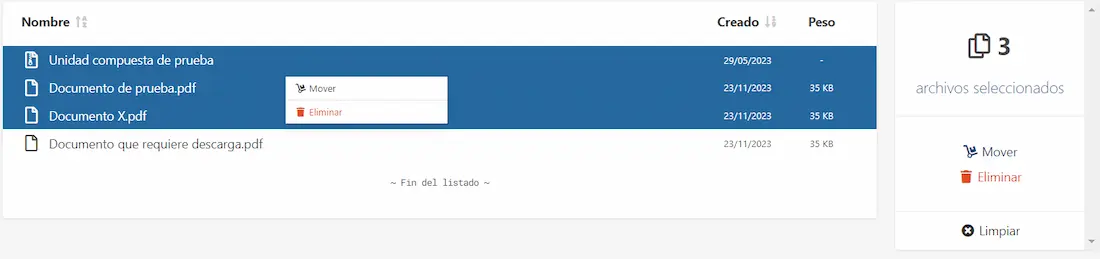 Nombre Creado Peso
Unidad compuesta de prueba 29/05/2023 -
Documento de prueba.pdf 23/11/2023 35 KB
Documento X.pdf 23/11/2023 35 KB
Documento que requiere descarga.pdf 23/11/2023 35 KB
~ Fin del listado ~
Mover
Eliminar
3
archivos seleccionados
Mover
Eliminar
Limpiar